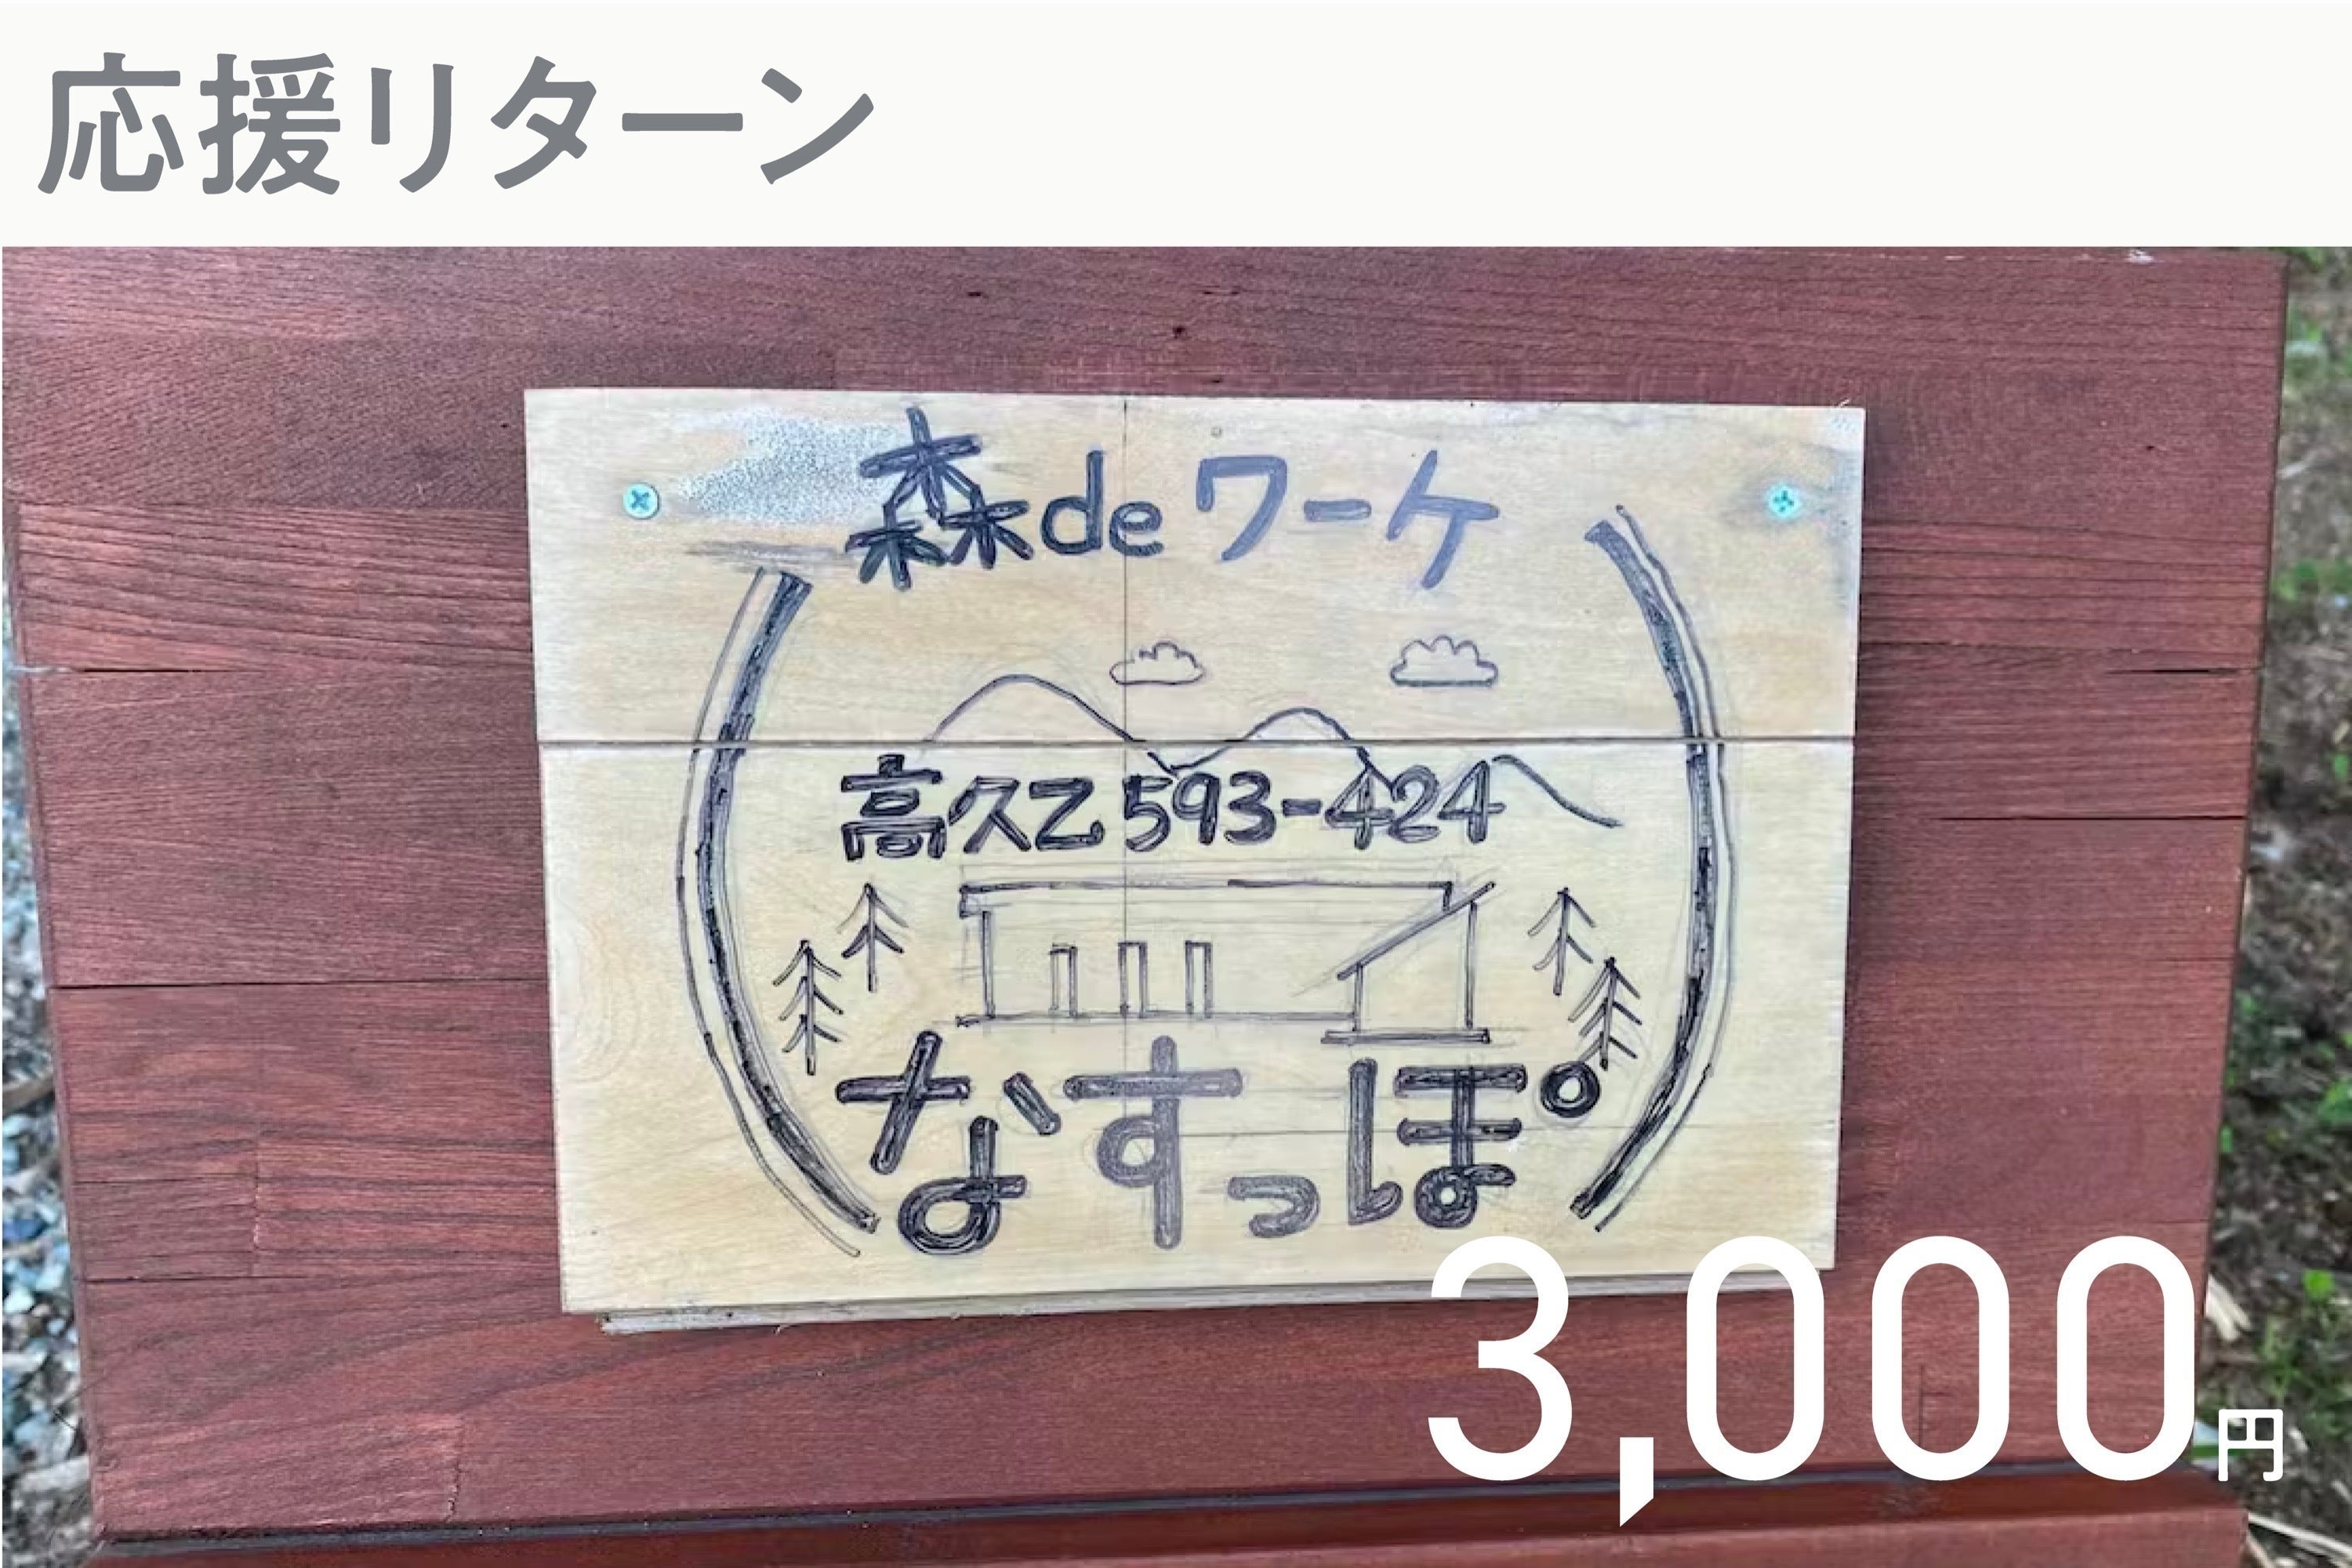 応援リターン
森deワーケ
高久乙593-424
なすっぽ
3,000円